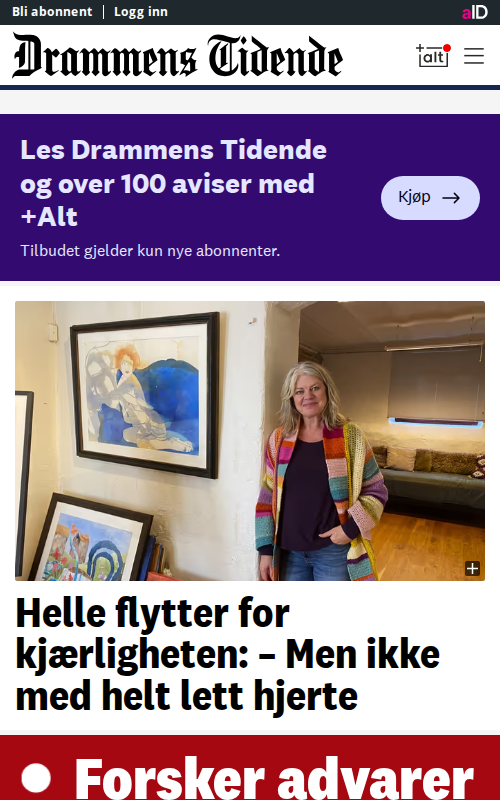 Bli abonnent | Logg inn
aID
Drammens Tidende
+alt
Les Drammens Tidende
og over 100 aviser med
+Alt
Kjøp →
Tilbudet gjelder kun nye abonnenter.
Helle flytter for
kjærligheten: – Men ikke
med helt lett hjerte
Forsker advarer